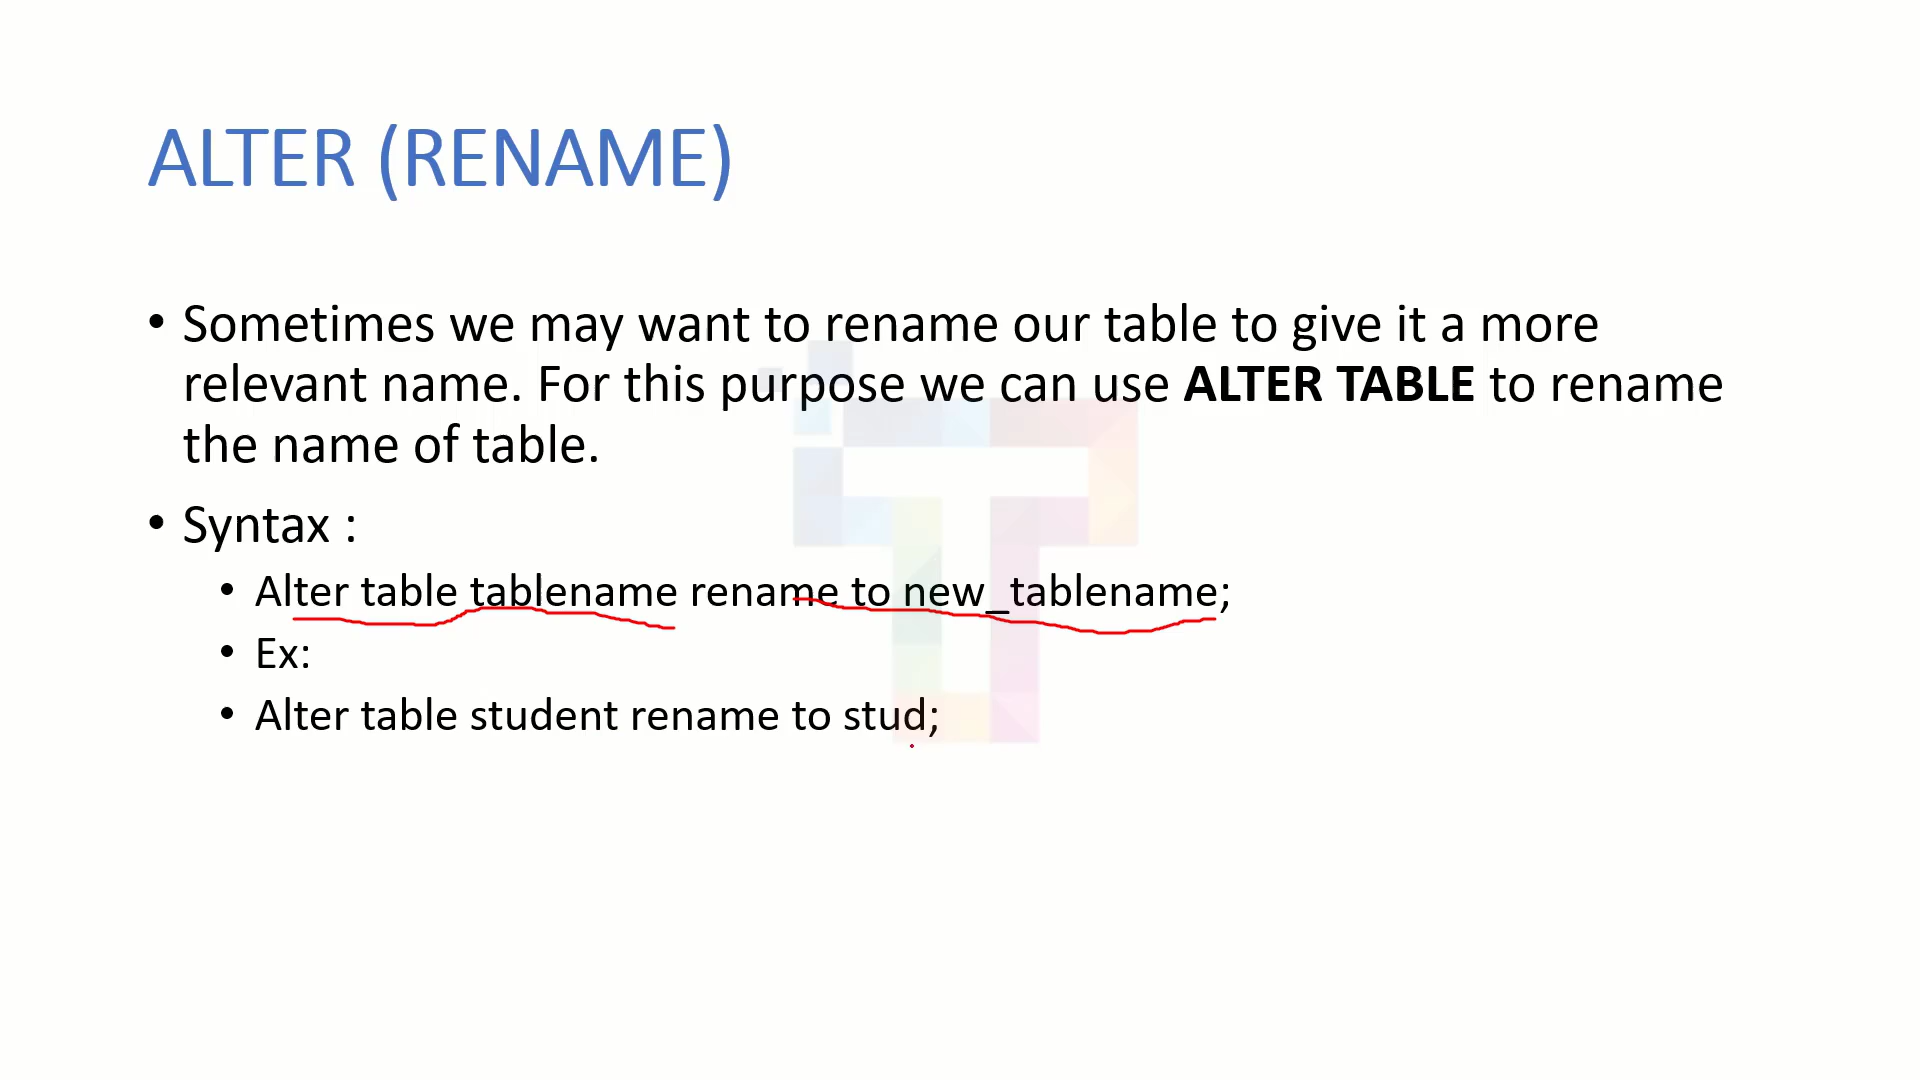 ALTER (RENAME)
• Sometimes we may want to rename our table to give it a more
relevant name. For this purpose we can use ALTER TABLE to rename
the name of table.
• Syntax :
• Alter table tablename rename to new_tablename;
• Ex:
• Alter table student rename to stud;